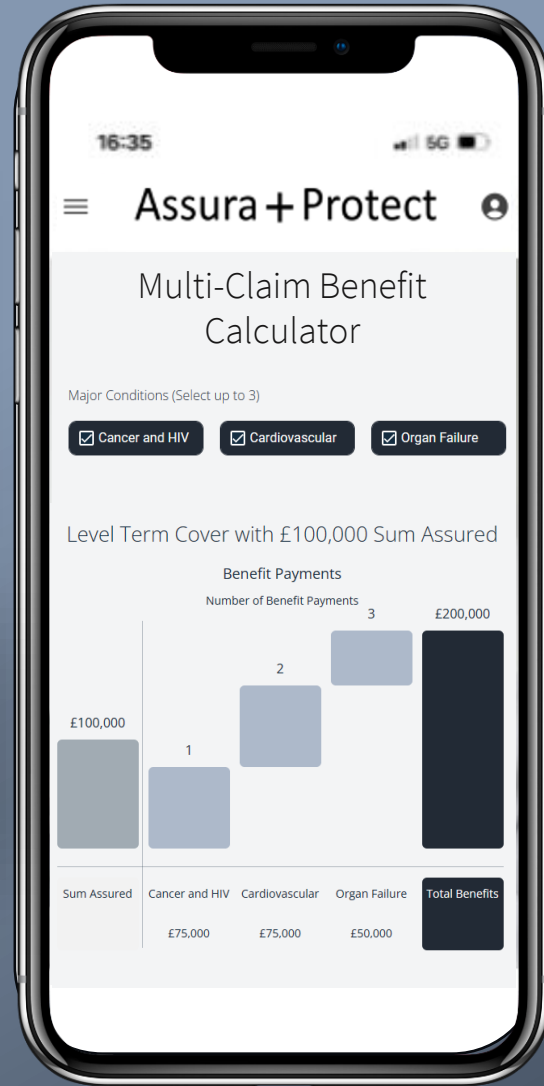 16:35
5G
Assura+Protect
Multi-Claim Benefit
Calculator
Major Conditions (Select up to 3)
Cancer and HIV
Cardiovascular
Organ Failure
Level Term Cover with £100,000 Sum Assured
Benefit Payments
Number of Benefit Payments
£100,000
1
2
3
£200,000
Sum Assured
Cancer and HIV
Cardiovascular
Organ Failure
Total Benefits
£75,000
£75,000
£50,000